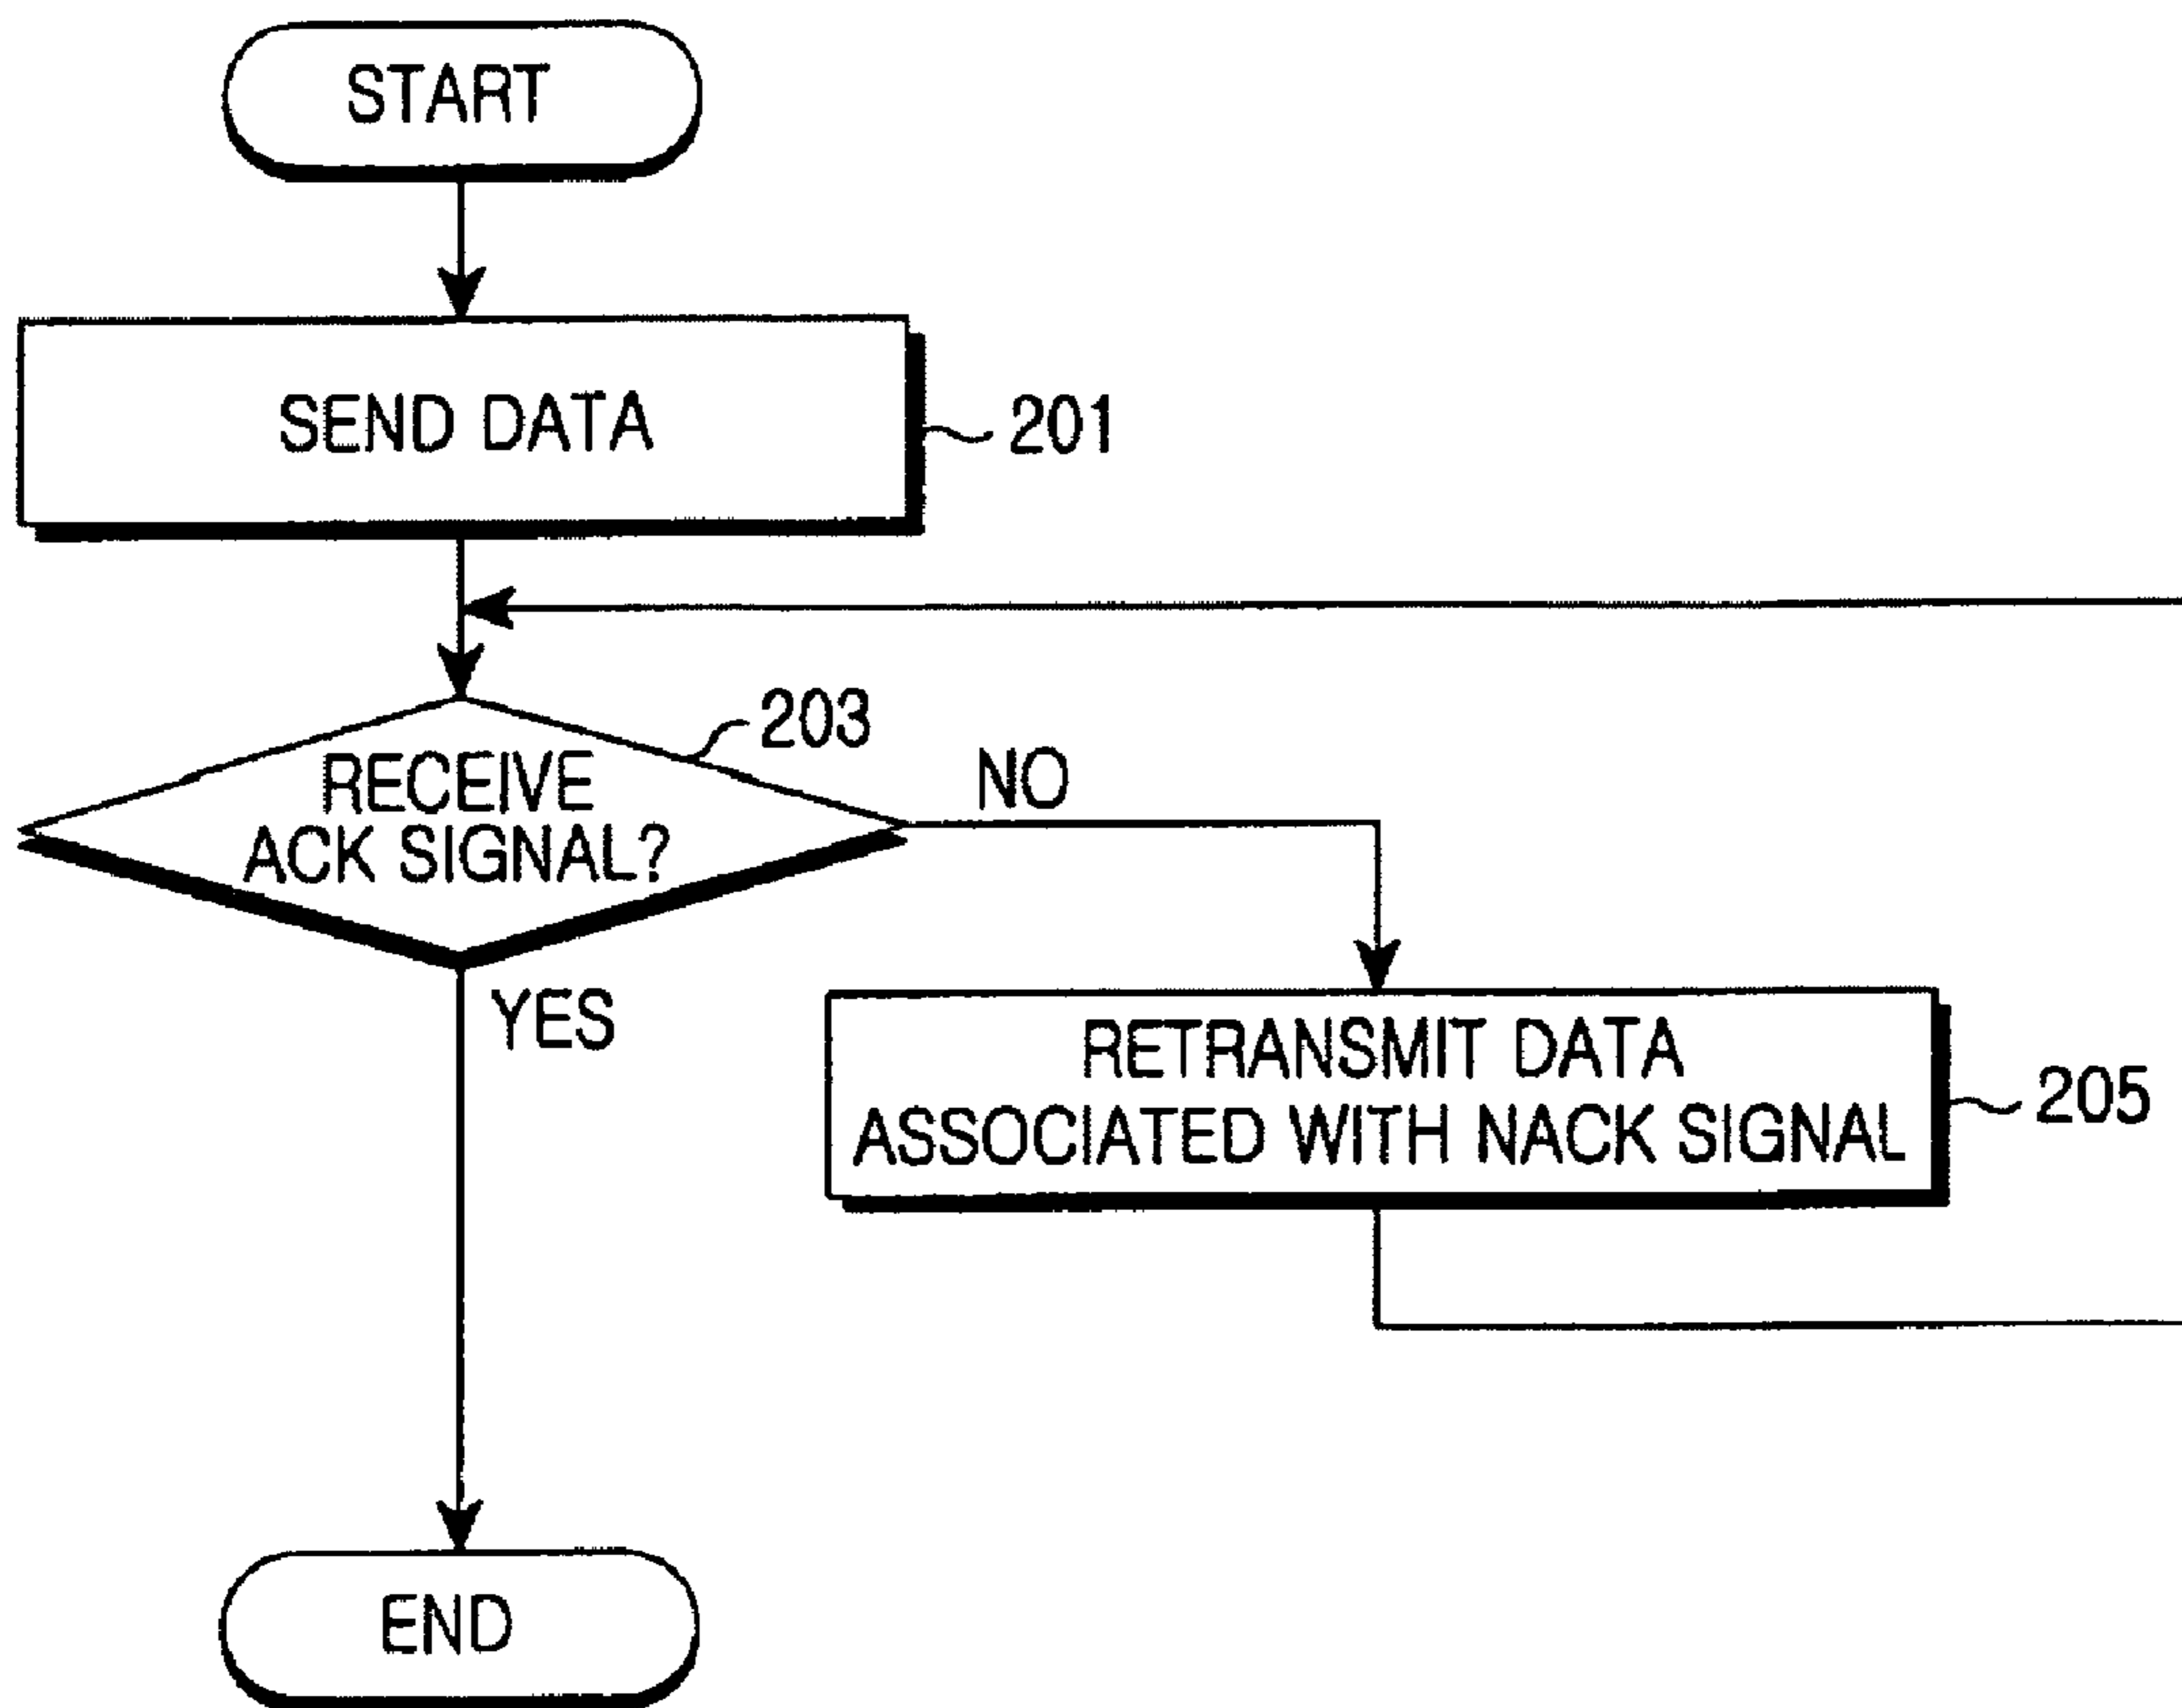 START
SEND DATA
201
203
RECEIVE
ACK SIGNAL?
NO
YES
RETRANSMIT DATA
ASSOCIATED WITH NACK SIGNAL
205
END